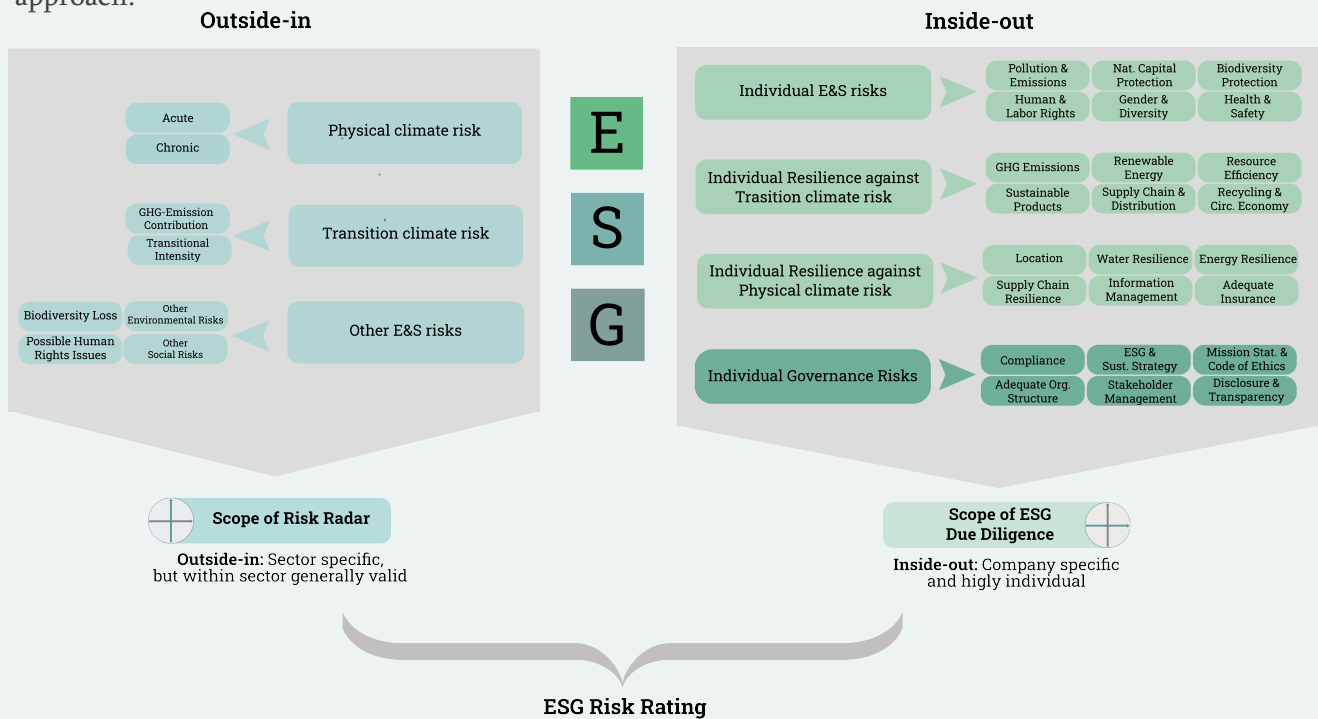 approach.
Outside-in
Inside-out
Acute
Chronic
Physical climate risk
GHG-Emission
Contribution
Transitional
Intensity
Transition climate risk
Biodiversity Loss
Other
Environmental Risks
Possible Human
Rights Issues
Other
Social Risks
Other E&S risks
E
S
G
Individual E&S risks
Pollution &
Emissions
Nat. Capital
Protection
Biodiversity
Protection
Human &
Labor Rights
Gender &
Diversity
Health &
Safety
Individual Resilience against
Trasition climate risk
GHG Emissions
Renewable
Energy
Resource
Efficiency
Sustainable
Products
Supply Chain &
Distribution
Recycling &
Circ. Economy
Individual Resilience against
Physical climate risk
Location
Water Resilience
Energy Resilience
Supply Chain
Resilience
Information
Management
Adequate
Insurance
Individual Governance Risks
Compliance
ESG &
Sust. Strategy
Mission Stat. &
Code of Ethics
Adequate Org.
Structure
Stakeholder
Management
Disclosure &
Transparency
Scope of Risk Radar
Outside-in: Sector specific,
but within sector generally valid
Scope of ESG
Due Diligence
Inside-out: Company specific
and higly individual
ESG Risk Rating